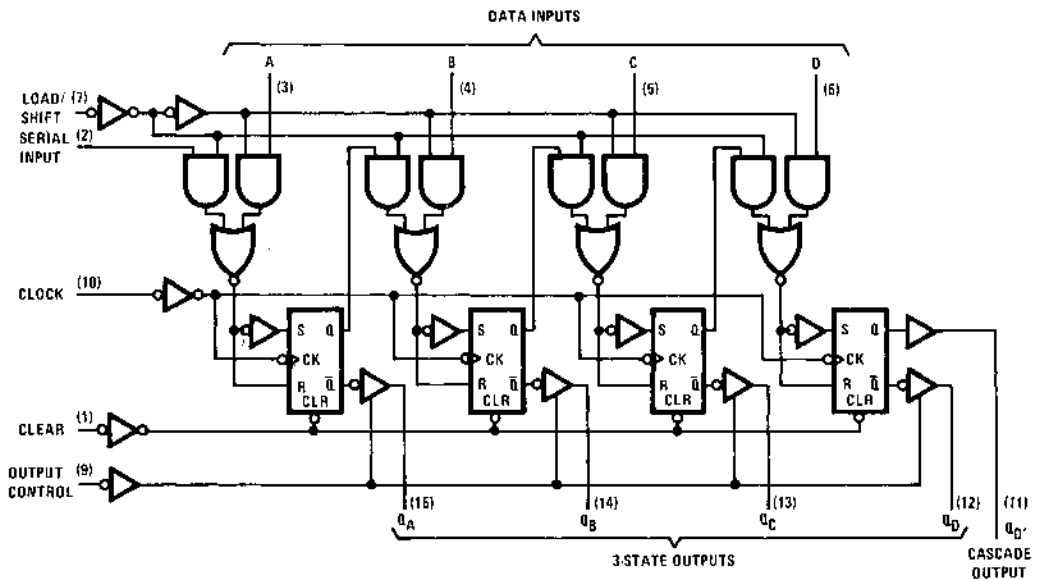 DATA INPUTS
A B C D
(3) (4) (5) (6)
LOAD/ (7)
SHIFT
SERIAL (2)
INPUT
CLOCK (10)
S Q S Q S Q S Q
CK CK CK CK
R Q̅ R Q̅ R Q̅ R Q̅
CLR CLR CLR CLR
CLEAR (1)
OUTPUT (9)
CONTROL
(15) (14) (13) (12) (11)
QA QB QC QD QD'
3-STATE OUTPUTS
CASCADE
OUTPUT